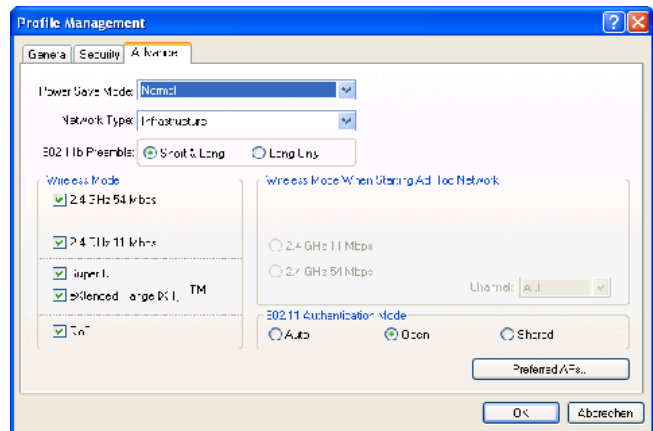 Profile Management
General Security Advanced
Power Save Mode: Normal
Network Type: Infrastructure
802.11b Preamble: Short & Long Long Only
Wireless Mode
2.4 GHz 54 Mbps
2.4 GHz 11 Mbps
Super
eXtended Range (XR) TM
Wireless Mode When Starting Ad Hoc Network
2.4 GHz 11 Mbps
2.4 GHz 54 Mbps
Channel: Auto
802.11 Authentication Mode
Auto Open Shared
Preferred APs...
OK Abbrechen